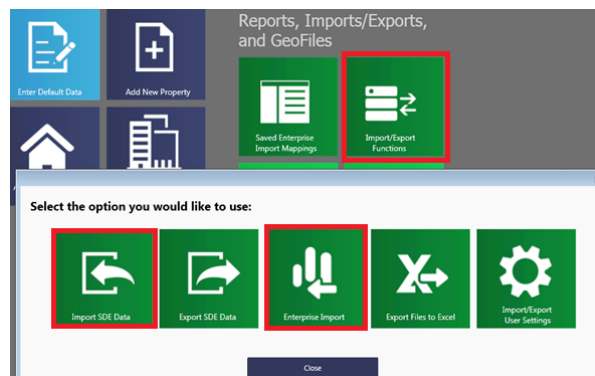 Reports, Imports/Exports,
and GeoFiles
Enter Default Data
Add New Property
Saved Enterprise
Import Mappings
Import/Export
Functions
Select the option you would like to use:
Import SDE Data
Export SDE Data
Enterprise Import
Export Files to Excel
Import/Export
User Settings
Close